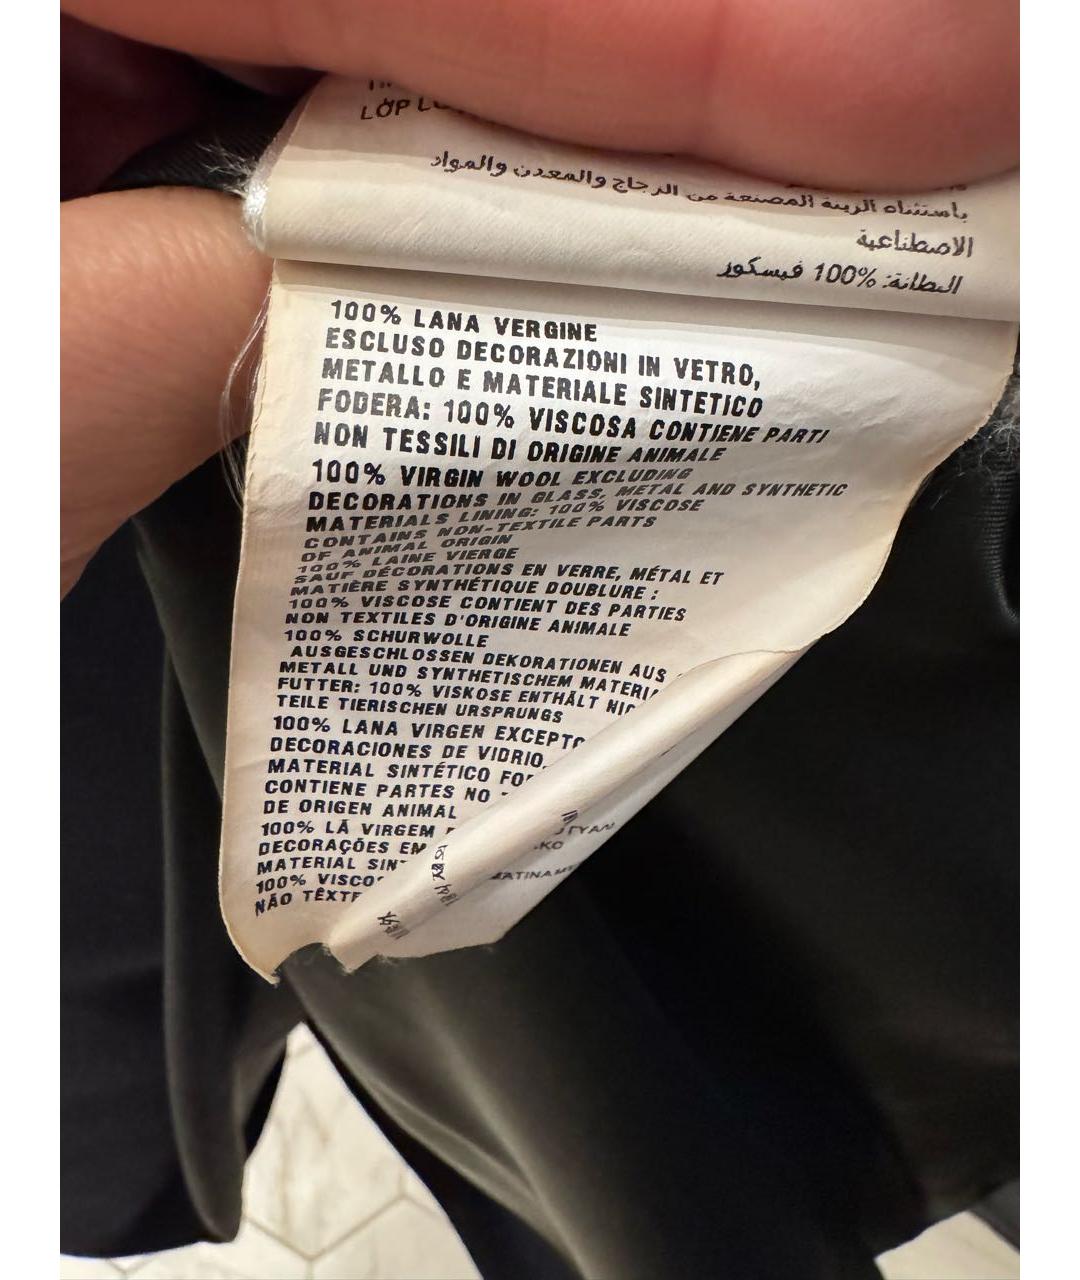 LỚP
باستثناء الزينة المصنعة من الزجاج والمعدن والمواد
الاصطناعية
البطانة: %100 فيسكوز
100% LANA VERGINE
ESCLUSO DECORAZIONI IN VETRO,
METALLO E MATERIALE SINTETICO
FODERA: 100% VISCOSA CONTIENE PARTI
NON TESSILI DI ORIGINE ANIMALE
100% VIRGIN WOOL EXCLUDING
DECORATIONS IN GLASS, METAL AND SYNTHETIC
MATERIALS LINING: 100% VISCOSE
CONTAINS NON-TEXTILE PARTS
OF ANIMAL ORIGIN
100% LAINE VIERGE
SAUF DÉCORATIONS EN VERRE, MÉTAL ET
MATIÈRE SYNTHÉTIQUE DOUBLURE :
100% VISCOSE CONTIENT DES PARTIES
NON TEXTILES D'ORIGINE ANIMALE
100% SCHURWOLLE
AUSGESCHLOSSEN DEKORATIONEN AUS
METALL UND SYNTHETISCHEM
FUTTER: 100% VISKOSE ENTHÄLT
TEILE TIERISCHEN URSPRUNGS
100% LANA VIRGEN EXCEPTO
DECORACIONES DE VIDRIO,
MATERIAL SINTÉTICO
CONTIENE PARTES NO
DE ORIGEN ANIMAL
100% LÃ VIRGEM
DECORAÇÕES EM
MATERIAL
100%
NÃO